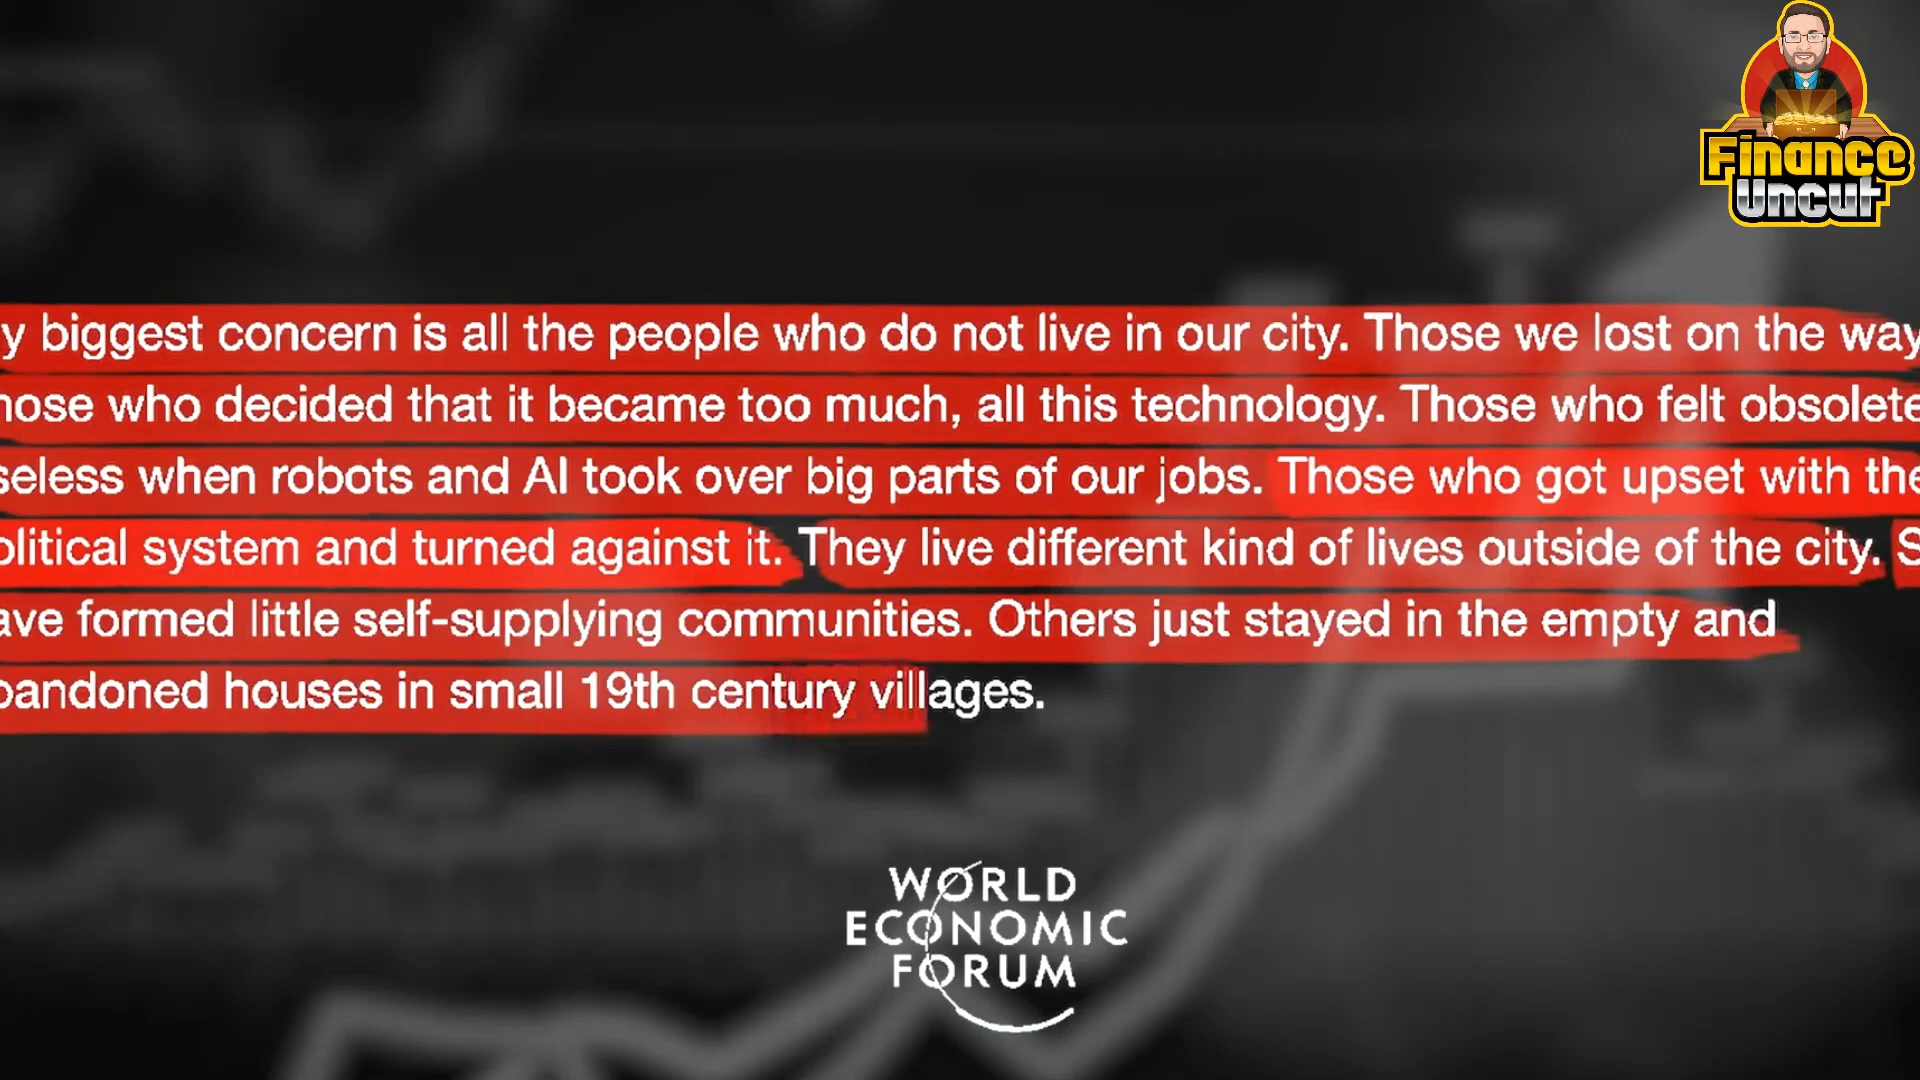 Finance
Uncut
y biggest concern is all the people who do not live in our city. Those we lost on the way
hose who decided that it became too much, all this technology. Those who felt obsolete
seless when robots and AI took over big parts of our jobs. Those who got upset with the
olitical system and turned against it. They live different kind of lives outside of the city. S
ave formed little self-supplying communities. Others just stayed in the empty and
bandoned houses in small 19th century villages.
WORLD
ECONOMIC
FORUM